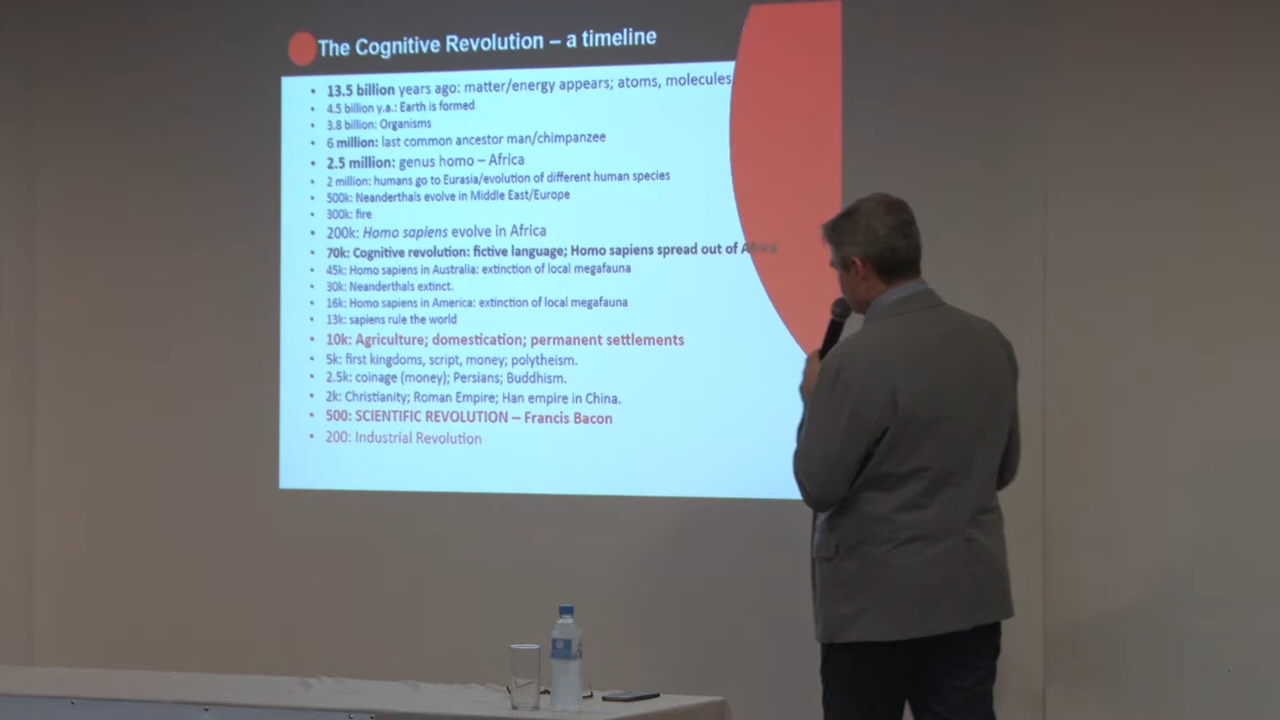 The Cognitive Revolution – a timeline
• 13.5 billion years ago: matter/energy appears; atoms, molecules
• 4.5 billion y.a.: Earth is formed
• 3.8 billion: Organisms
• 6 million: last common ancestor man/chimpanzee
• 2.5 million: genus homo – Africa
• 2 million: humans go to Eurasia/evolution of different human species
• 500k: Neanderthals evolve in Middle East/Europe
• 300k: fire
• 200k: Homo sapiens evolve in Africa
• 70k: Cognitive revolution: fictive language; Homo sapiens spread out of Africa
• 45k: Homo sapiens in Australia: extinction of local megafauna
• 30k: Neanderthals extinct.
• 16k: Homo sapiens in America: extinction of local megafauna
• 13k: sapiens rule the world
• 10k: Agriculture; domestication; permanent settlements
• 5k: first kingdoms, script, money; polytheism.
• 2.5k: coinage (money); Persians; Buddhism.
• 2k: Christianity; Roman Empire; Han empire in China.
• 500: SCIENTIFIC REVOLUTION – Francis Bacon
• 200: Industrial Revolution